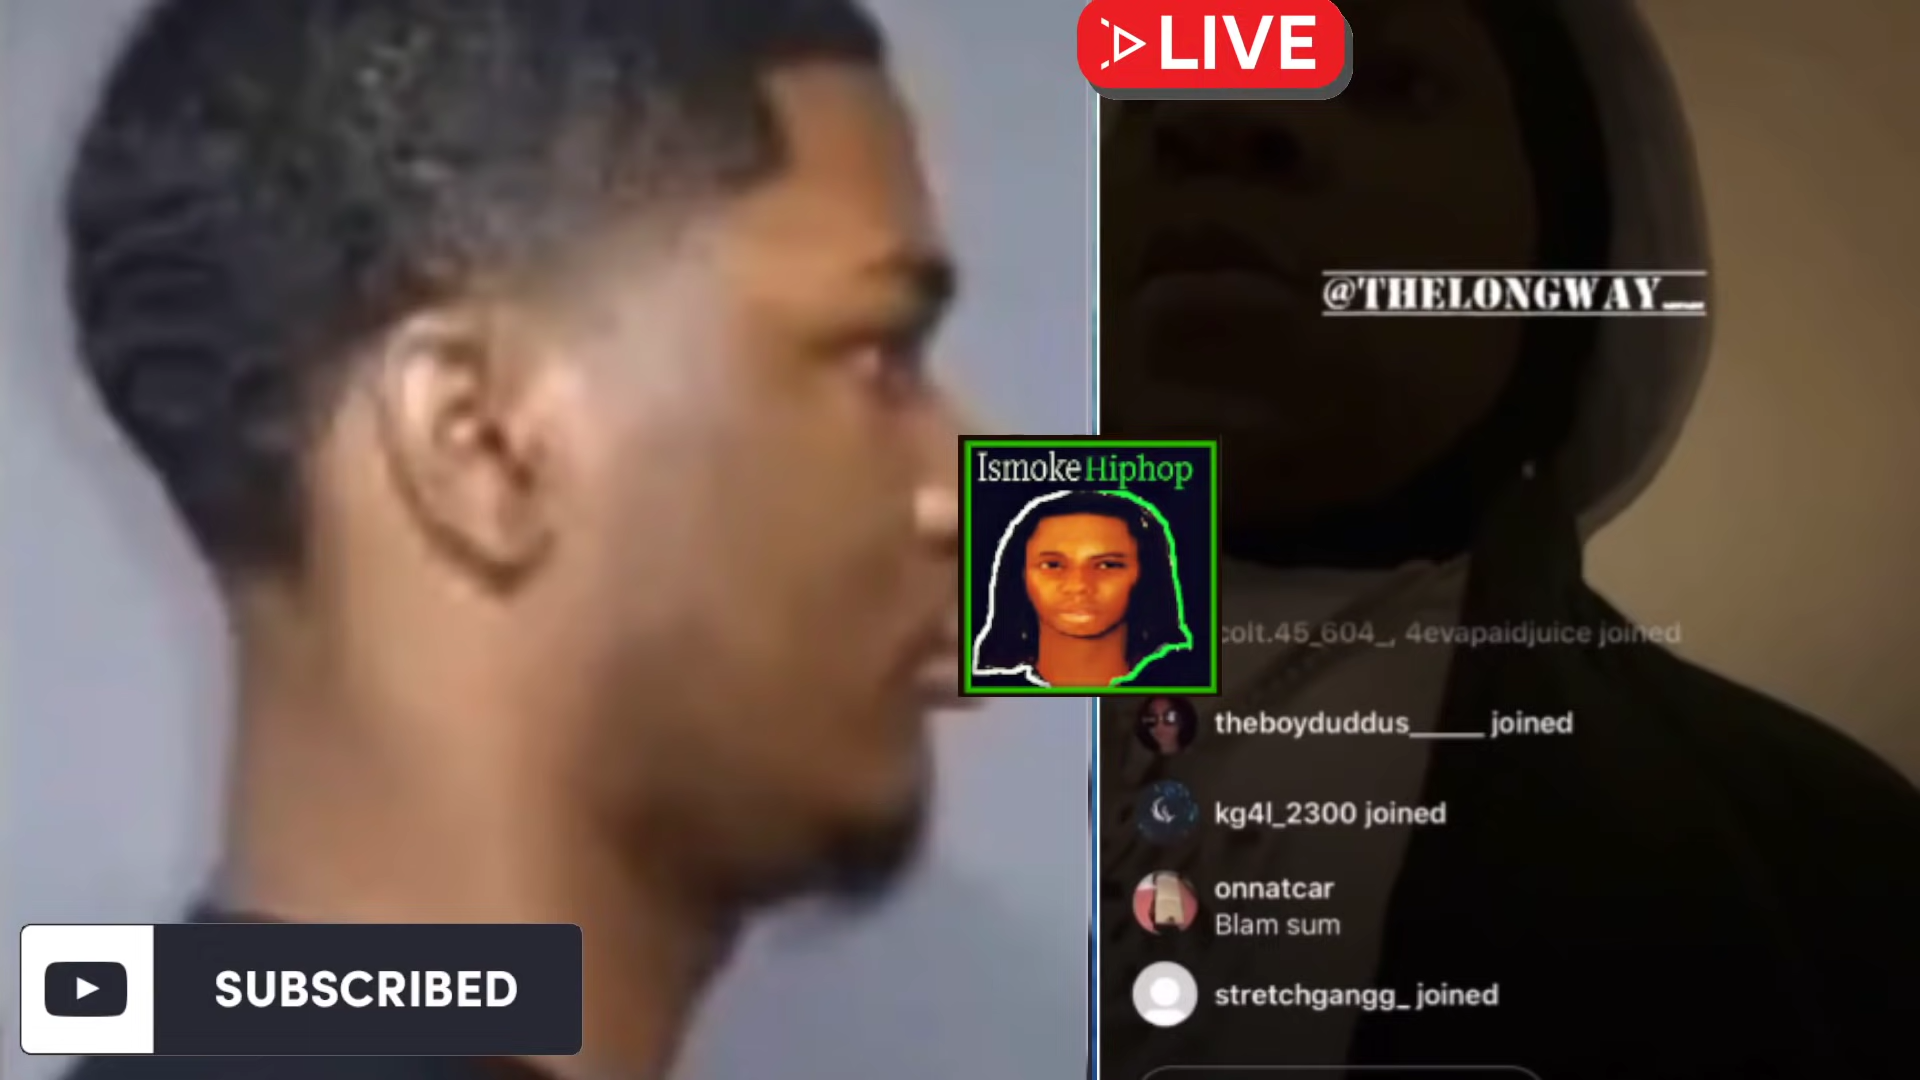 LIVE
@THELONGWAY__
Ismoke Hiphop
colt.45_604_, 4evapaidjuice joined
theboyduddus_____ joined
kg4l_2300 joined
onnatcar
Blam sum
stretchgangg_ joined
SUBSCRIBED